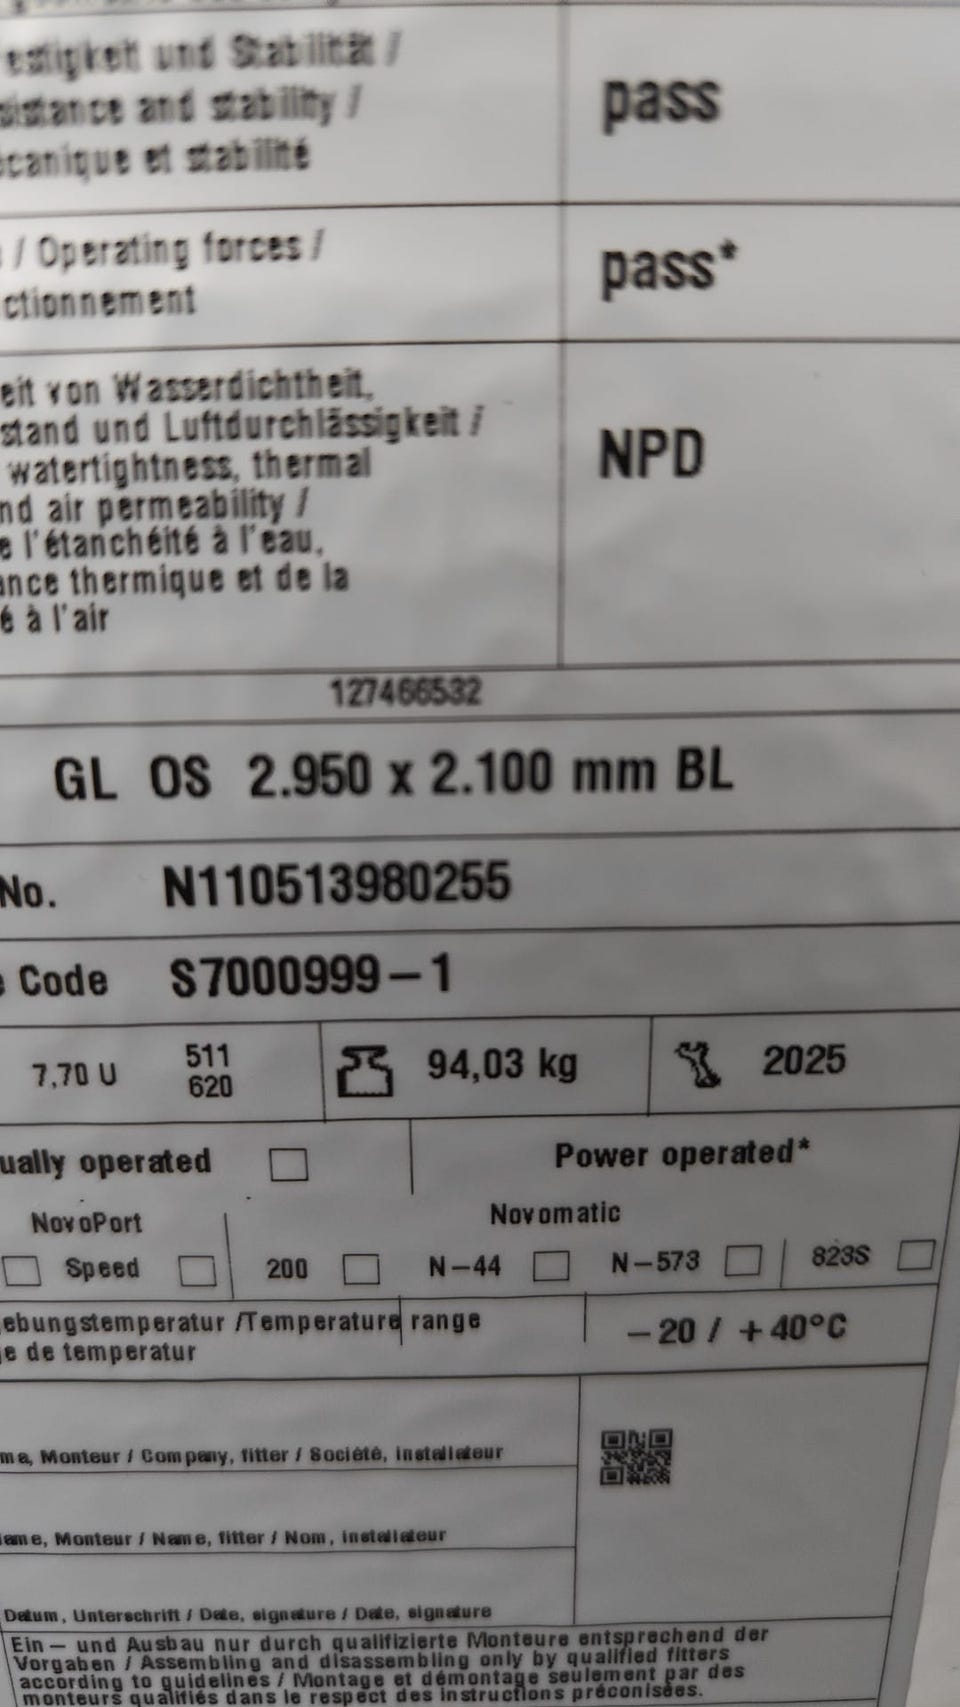 estigkeit und Stabilität /
sistance and stability /
écanique et stabilité
pass
/ Operating forces /
ctionnement
pass*
eit von Wasserdichtheit,
stand und Luftdurchlässigkeit /
watertightness, thermal
nd air permeability /
e l'étanchéité à l'eau,
ance thermique et de la
é à l'air
NPD
127466532
GL OS 2.950 x 2.100 mm BL
No. N110513980255
e Code S7000999-1
7,70 U 511
620
94,03 kg
2025
ually operated
Power operated*
NovoPort
Novomatic
Speed 200 N-44 N-573 823S
ebungstemperatur /Temperature range
e de temperatur
-20 / +40°C
ma, Monteur / Company, fitter / Société, installateur
ame, Monteur / Name, fitter / Nom, installateur
Datum, Unterschrift / Date, signature / Date, signature
Ein - und Ausbau nur durch qualifizierte Monteure entsprechend der
Vorgaben / Assembling and disassembling only by qualified fitters
according to guidelines / Montage et démontage seulement par des
monteurs qualifiés dans le respect des instructions préconisées.